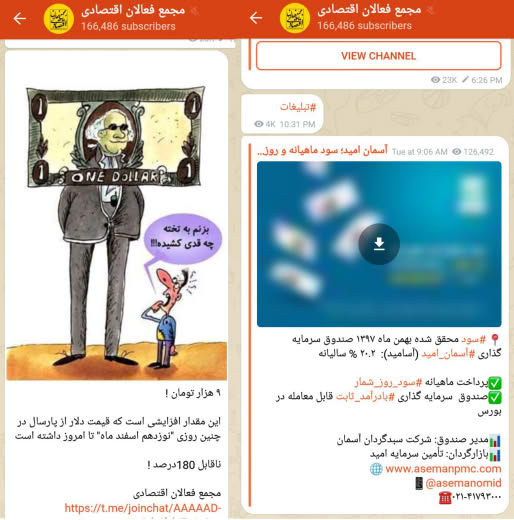 مجمع فعالان اقتصادی
166,486 subscribers
1
1
ONE DOLLAR
1
1
بزنم به تخته
چه قدی کشیده!!!
۹ هزار تومان !
این مقدار افزایشی است که قیمت دلار از پارسال در
چنین روزی "نوزدهم اسفند ماه" تا امروز داشته است
ناقابل 180درصد !
مجمع فعالان اقتصادی
https://t.me/joinchat/AAAAAD-
مجمع فعالان اقتصادی
166,486 subscribers
VIEW CHANNEL
23K 6:26 PM
#تبلیغات
4K 10:31 PM
آسمان امید؛ سود ماهیانه و روز... Tue at 9:06 AM 126,492
#سود محقق شده بهمن ماه ۱۳۹۷ صندوق سرمایه
گذاری #آسمان_امید (آسامید): ۲۰.۲ % سالیانه
✅پرداخت ماهیانه #سود_روز_شمار
✅صندوق سرمایه گذاری #بادرآمد_ثابت قابل معامله در
بورس
📊مدیر صندوق: شرکت سبدگردان آسمان
📊بازارگردان: تأمین سرمایه امید
www.asemanpmc.com
@asemanomid
۰۲۱-۴۱۷۹۳۰۰۰